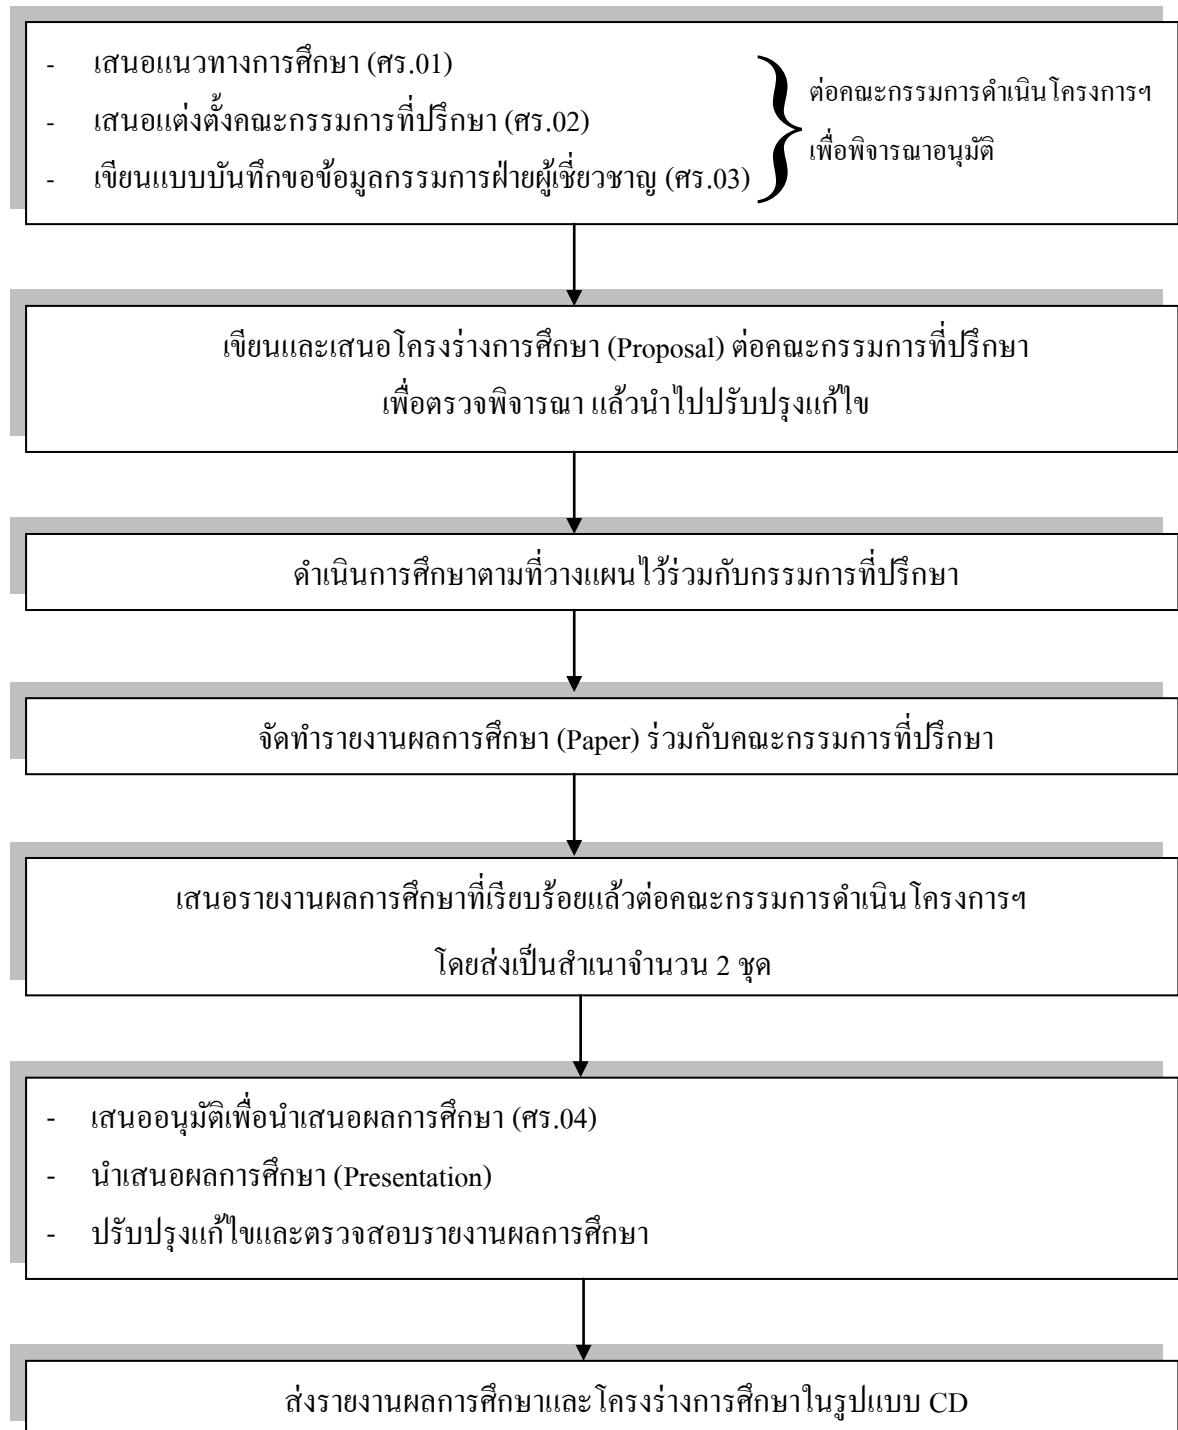 - เสนอแนวทางการศึกษา (ศร.01)
- เสนอแต่งตั้งคณะกรรมการที่ปรึกษา (ศร.02)
- เขียนแบบบันทึกขอข้อมูลกรรมการฝ่ายผู้เชี่ยวชาญ (ศร.03)
ต่อคณะกรรมการดำเนินโครงการฯ
เพื่อพิจารณาอนุมัติ
เขียนและเสนอโครงร่างการศึกษา (Proposal) ต่อคณะกรรมการที่ปรึกษา
เพื่อตรวจพิจารณา แล้วนำไปปรับปรุงแก้ไข
ดำเนินการศึกษาตามที่วางแผนไว้ร่วมกับกรรมการที่ปรึกษา
จัดทำรายงานผลการศึกษา (Paper) ร่วมกับคณะกรรมการที่ปรึกษา
เสนอรายงานผลการศึกษาที่เรียบร้อยแล้วต่อคณะกรรมการดำเนินโครงการฯ
โดยส่งเป็นสำเนาจำนวน 2 ชุด
- เสนออนุมัติเพื่อนำเสนอผลการศึกษา (ศร.04)
- นำเสนอผลการศึกษา (Presentation)
- ปรับปรุงแก้ไขและตรวจสอบรายงานผลการศึกษา
ส่งรายงานผลการศึกษาและโครงร่างการศึกษาในรูปแบบ CD